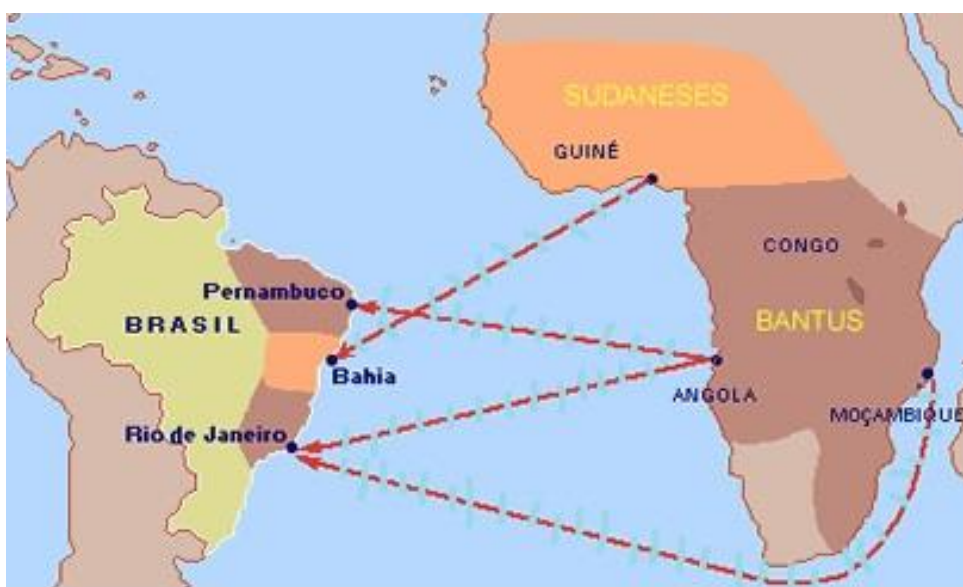 SUDANESES
GUINÉ
CONGO
Pernambuco
BRASIL
BANTUS
Bahia
ANGOLA
MOÇAMBIQUE
Rio de Janeiro